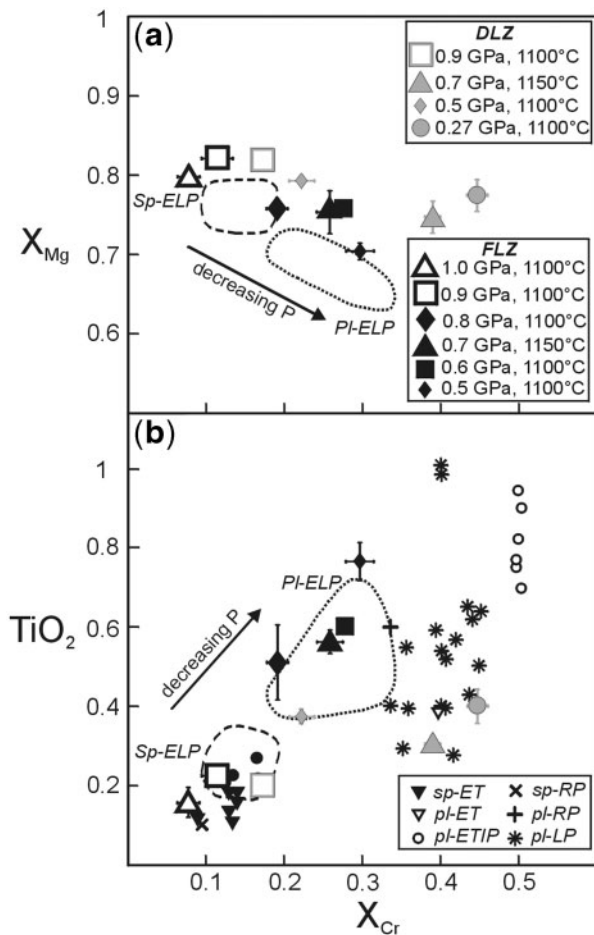 (a)
DLZ
0.9 GPa, 1100°C
0.7 GPa, 1150°C
0.5 GPa, 1100°C
0.27 GPa, 1100°C
1
0.9
0.8
0.7
0.6
X_Mg
Sp-ELP
decreasing P
Pl-ELP
FLZ
1.0 GPa, 1100°C
0.9 GPa, 1100°C
0.8 GPa, 1100°C
0.7 GPa, 1150°C
0.6 GPa, 1100°C
0.5 GPa, 1100°C
(b)
1
0.8
0.6
0.4
0.2
TiO₂
Pl-ELP
decreasing P
Sp-ELP
sp-ET
pl-ET
pl-ETIP
sp-RP
pl-RP
pl-LP
0.1 0.2 0.3 0.4 0.5
X_Cr